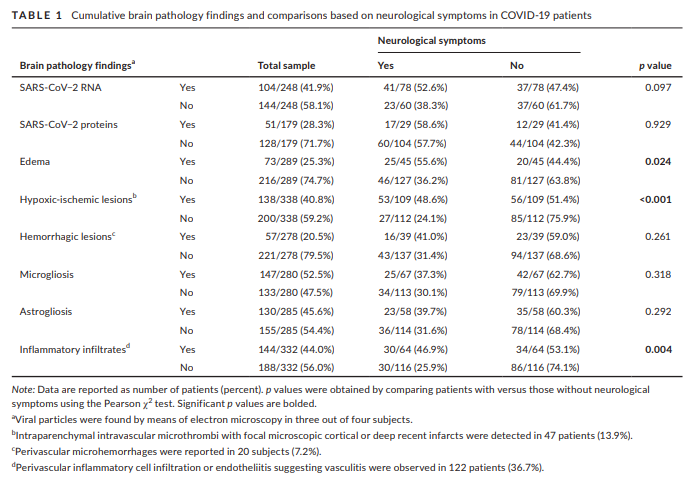 TABLE 1 Cumulative brain pathology findings and comparisons based on neurological symptoms in COVID-19 patients
Neurological symptoms
Brain pathology findingsa Total sample Yes No p value
SARS-CoV-2 RNA Yes 104/248 (41.9%) 41/78 (52.6%) 37/78 (47.4%) 0.097
No 144/248 (58.1%) 23/60 (38.3%) 37/60 (61.7%)
SARS-CoV-2 proteins Yes 51/179 (28.3%) 17/29 (58.6%) 12/29 (41.4%) 0.929
No 128/179 (71.7%) 60/104 (57.7%) 44/104 (42.3%)
Edema Yes 73/289 (25.3%) 25/45 (55.6%) 20/45 (44.4%) 0.024
No 216/289 (74.7%) 46/127 (36.2%) 81/127 (63.8%)
Hypoxic-ischemic lesionsb Yes 138/338 (40.8%) 53/109 (48.6%) 56/109 (51.4%) <0.001
No 200/338 (59.2%) 27/112 (24.1%) 85/112 (75.9%)
Hemorrhagic lesionsc Yes 57/278 (20.5%) 16/39 (41.0%) 23/39 (59.0%) 0.261
No 221/278 (79.5%) 43/137 (31.4%) 94/137 (68.6%)
Microgliosis Yes 147/280 (52.5%) 25/67 (37.3%) 42/67 (62.7%) 0.318
No 133/280 (47.5%) 34/113 (30.1%) 79/113 (69.9%)
Astrogliosis Yes 130/285 (45.6%) 23/58 (39.7%) 35/58 (60.3%) 0.292
No 155/285 (54.4%) 36/114 (31.6%) 78/114 (68.4%)
Inflammatory infiltratesd Yes 144/332 (44.0%) 30/64 (46.9%) 34/64 (53.1%) 0.004
No 188/332 (56.0%) 30/116 (25.9%) 86/116 (74.1%)
Note: Data are reported as number of patients (percent). p values were obtained by comparing patients with versus those without neurological
symptoms using the Pearson χ2 test. Significant p values are bolded.
aViral particles were found by means of electron microscopy in three out of four subjects.
bIntraparenchymal intravascular microthrombi with focal microscopic cortical or deep recent infarcts were detected in 47 patients (13.9%).
cPerivascular microhemorrhages were reported in 20 subjects (7.2%).
dPerivascular inflammatory cell infiltration or endotheliitis suggesting vasculitis were observed in 122 patients (36.7%).